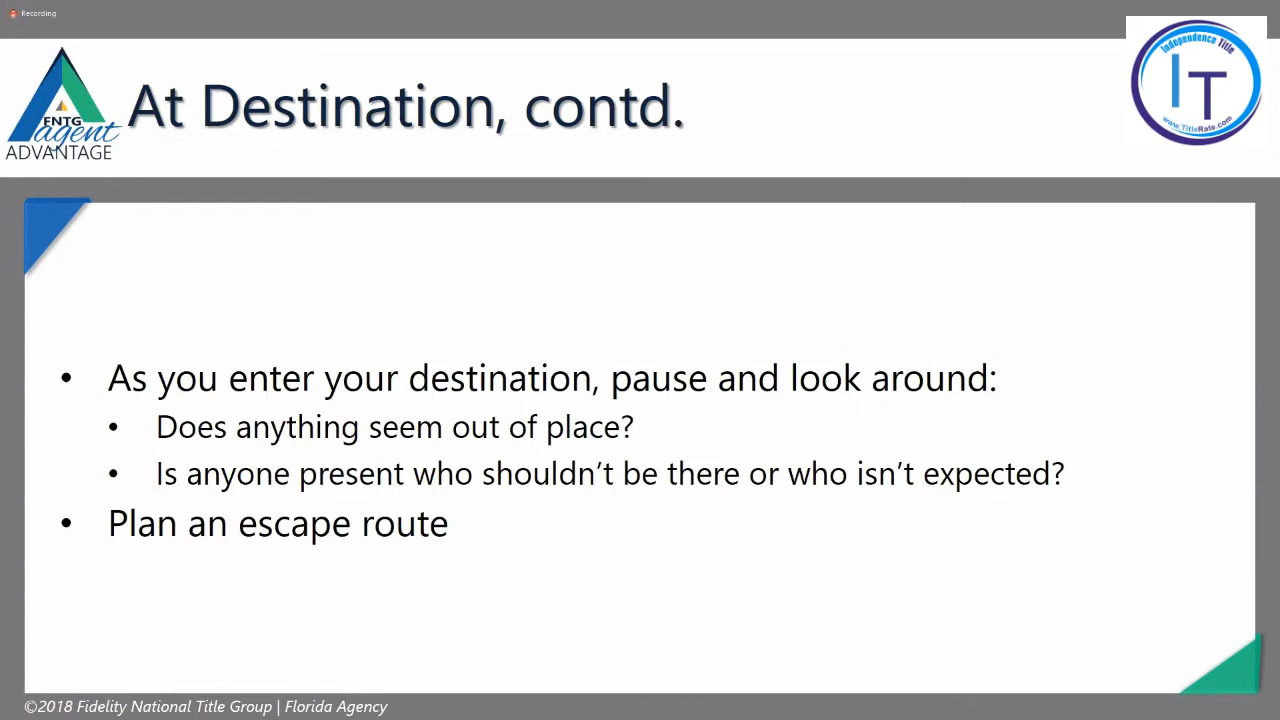 Recording
At Destination, contd.
FNTG
agent
ADVANTAGE
Independence Title
IT
www.TitleRate.com
• As you enter your destination, pause and look around:
• Does anything seem out of place?
• Is anyone present who shouldn’t be there or who isn’t expected?
• Plan an escape route
©2018 Fidelity National Title Group | Florida Agency